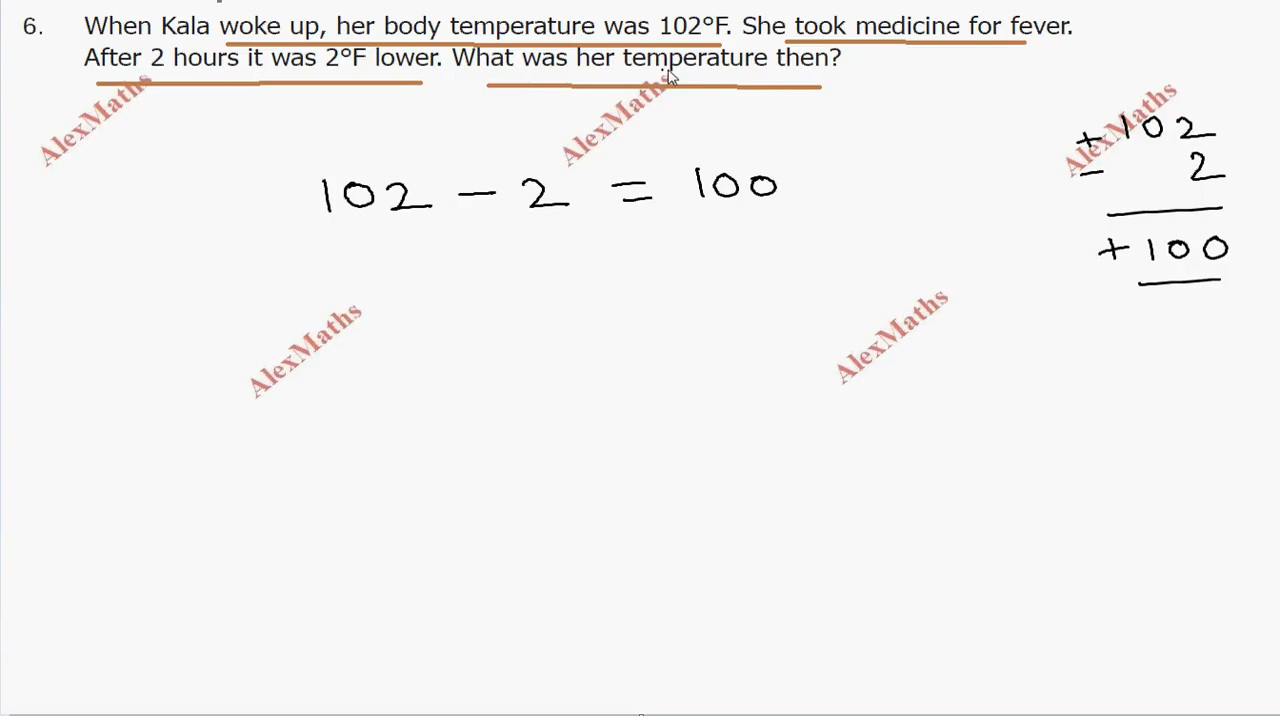 6. When Kala woke up, her body temperature was 102°F. She took medicine for fever.
After 2 hours it was 2°F lower. What was her temperature then?
AlexMaths
AlexMaths
AlexMaths
+ 102
- 2
+ 100
102 - 2 = 100
AlexMaths
AlexMaths